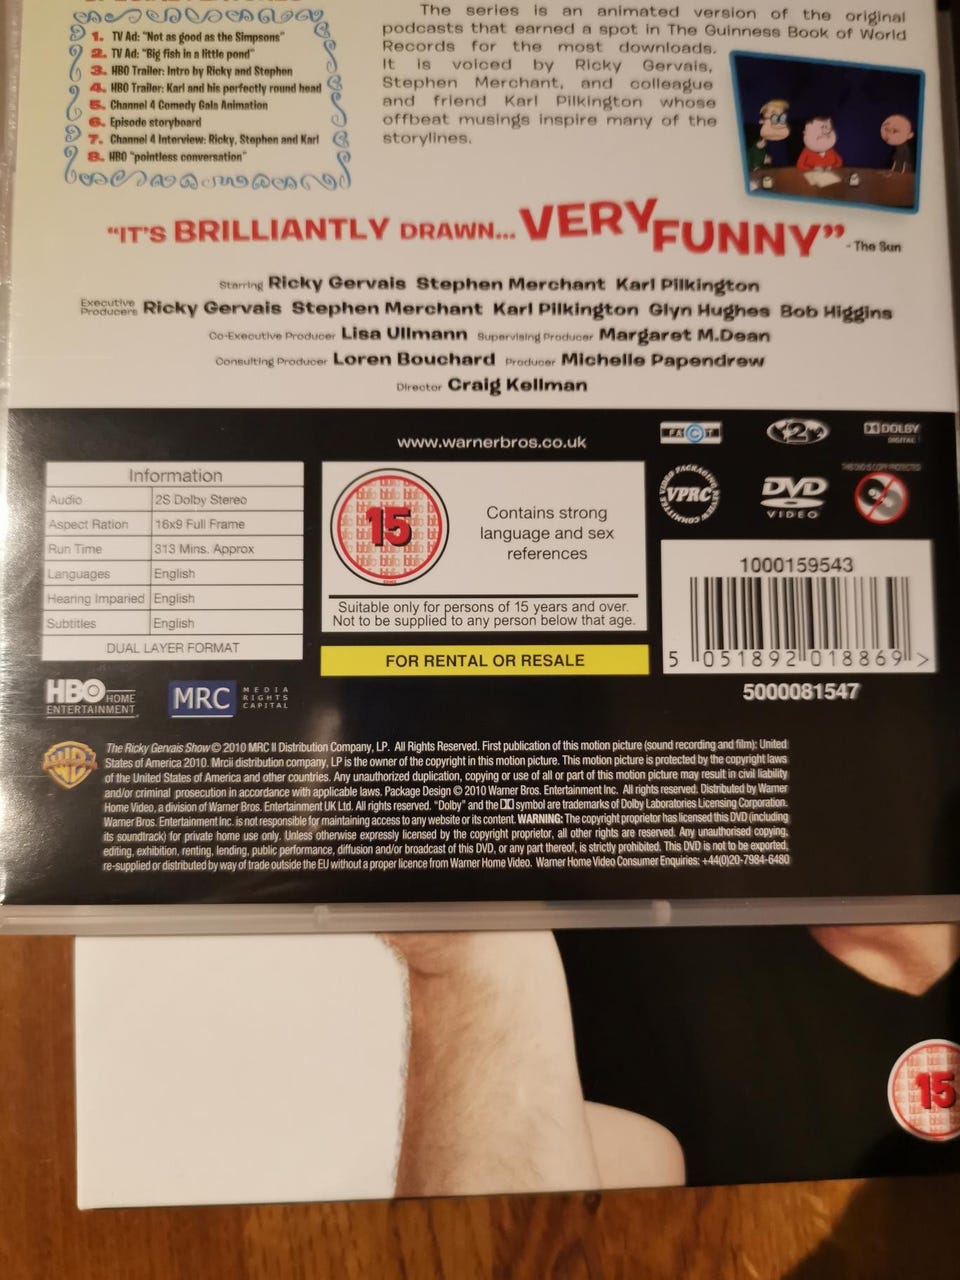 1. TV Ad: "Not as good as the Simpsons"
2. TV Ad: "Big fish in a little pond"
3. HBO Trailer: Intro by Ricky and Stephen
4. HBO Trailer: Karl and his perfectly round head
5. Channel 4 Comedy Gala Animation
6. Episode storyboard
7. Channel 4 Interview: Ricky, Stephen and Karl
8. HBO "pointless conversation"
The series is an animated version of the original
podcasts that earned a spot in The Guinness Book of World
Records for the most downloads.
It is voiced by Ricky Gervais,
Stephen Merchant, and colleague
and friend Karl Pilkington whose
offbeat musings inspire many of the
storylines.
"IT'S BRILLIANTLY DRAWN... VERY FUNNY" - The Sun
Starring Ricky Gervais Stephen Merchant Karl Pilkington
Executive Producers Ricky Gervais Stephen Merchant Karl Pilkington Glyn Hughes Bob Higgins
Co-Executive Producer Lisa Ullmann Supervising Producer Margaret M.Dean
Consulting Producer Loren Bouchard Producer Michelle Papendrew
Director Craig Kellman
www.warnerbros.co.uk
FACT
2
DOLBY
DIGITAL
Information
Audio 2S Dolby Stereo
Aspect Ration 16x9 Full Frame
Run Time 313 Mins. Approx
Languages English
Hearing Imparied English
Subtitles English
DUAL LAYER FORMAT
15
Contains strong
language and sex
references
Suitable only for persons of 15 years and over.
Not to be supplied to any person below that age.
FOR RENTAL OR RESALE
VIDEO PACKAGING REVIEW COMMITTEE
VPRC
DVD
VIDEO
THIS DVD IS COPY PROTECTED
1000159543
5 051892 018869 >
5000081547
HBO HOME
ENTERTAINMENT
MRC MEDIA
RIGHTS
CAPITAL
WB
The Ricky Gervais Show © 2010 MRC II Distribution Company, LP. All Rights Reserved. First publication of this motion picture (sound recording and film): United
States of America 2010. Mrcii distribution company, LP is the owner of the copyright in this motion picture. This motion picture is protected by the copyright laws
of the United States of America and other countries. Any unauthorized duplication, copying or use of all or part of this motion picture may result in civil liability
and/or criminal prosecution in accordance with applicable laws. Package Design © 2010 Warner Bros. Entertainment Inc. All rights reserved. Distributed by Warner
Home Video, a division of Warner Bros. Entertainment UK Ltd. All rights reserved. "Dolby" and the symbol are trademarks of Dolby Laboratories Licensing Corporation.
Warner Bros. Entertainment Inc. is not responsible for maintaining access to any website or its content. WARNING: The copyright proprietor has licensed this DVD (including
its soundtrack) for private home use only. Unless otherwise expressly licensed by the copyright proprietor, all other rights are reserved. Any unauthorised copying,
editing, exhibition, renting, lending, public performance, diffusion and/or broadcast of this DVD, or any part thereof, is strictly prohibited. This DVD is not to be exported,
re-supplied or distributed by way of trade outside the EU without a proper licence from Warner Home Video. Warner Home Video Consumer Enquiries: +44(0)20-7984-6480
15